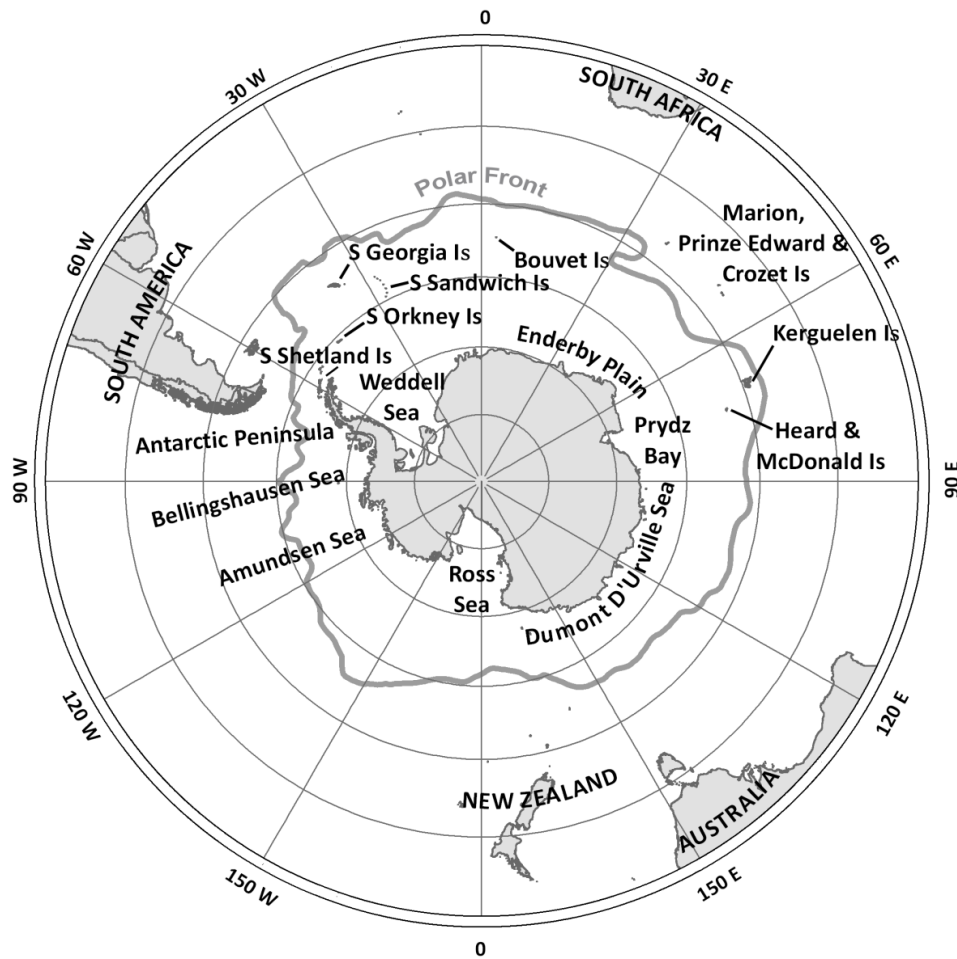 0
30 W
30 E
SOUTH AFRICA
Polar Front
60 W
60 E
Marion,
Prinze Edward &
Crozet Is
S Georgia Is
Bouvet Is
S Sandwich Is
SOUTH AMERICA
S Orkney Is
Enderby Plain
Kerguelen Is
S Shetland Is
Weddell
Sea
Antarctic Peninsula
Prydz
Bay
Heard &
McDonald Is
90 W
90 E
Bellingshausen Sea
Amundsen Sea
Ross
Sea
Dumont D'Urville Sea
120 W
120 E
NEW ZEALAND
AUSTRALIA
150 W
150 E
0